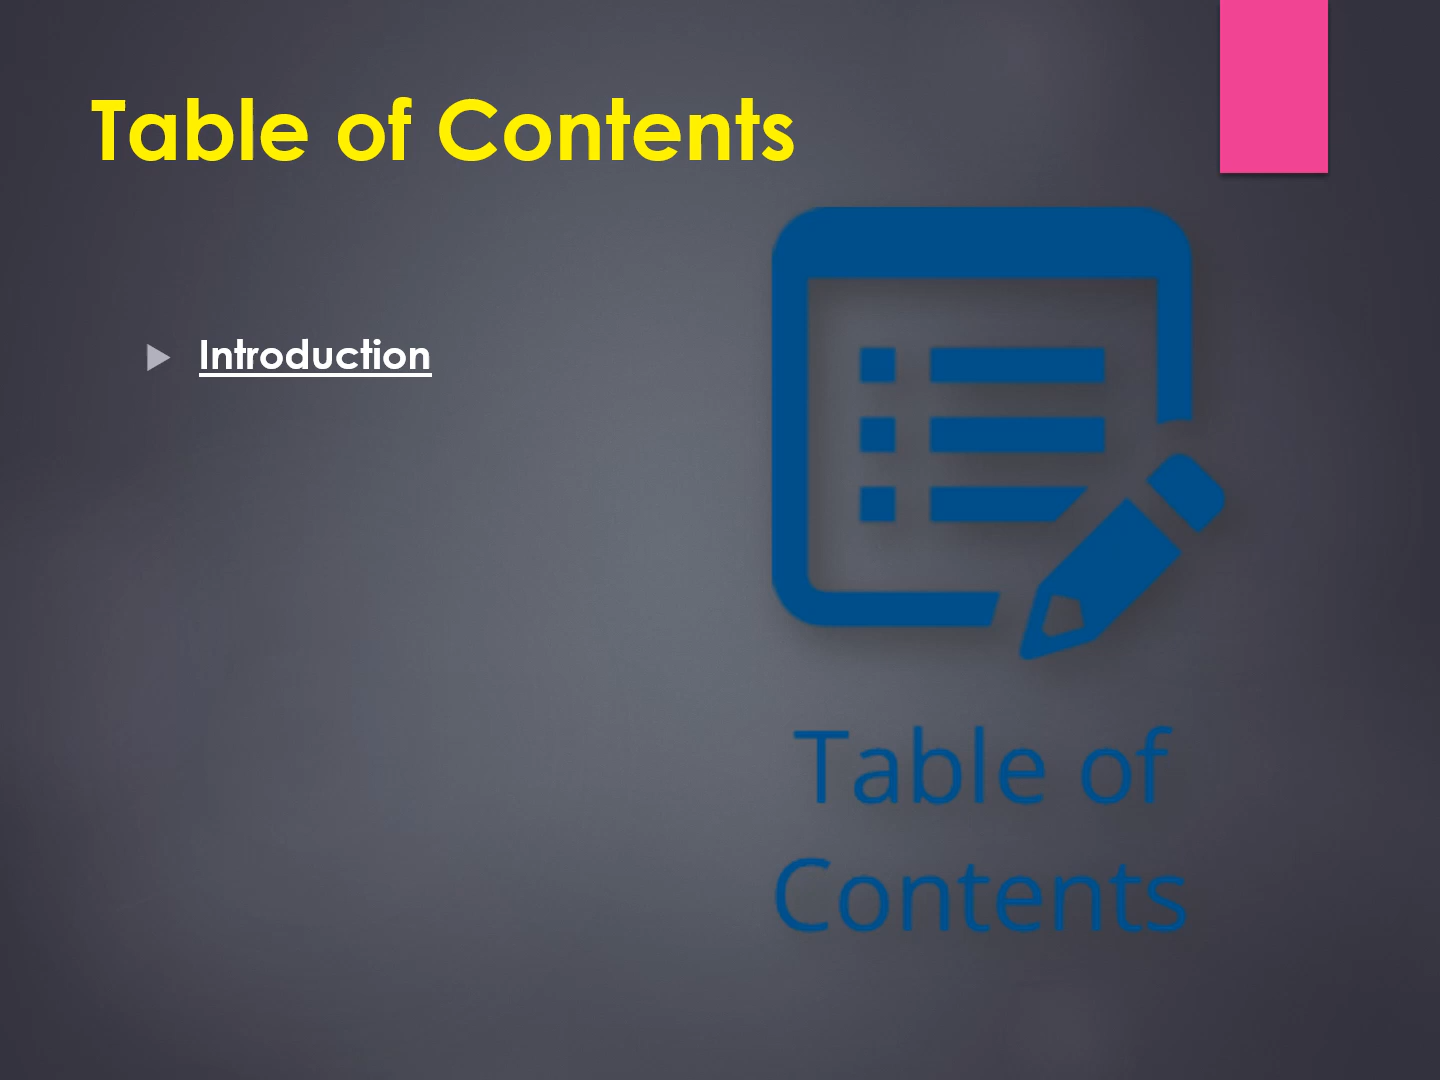 Table of Contents
Introduction
Table of
Contents